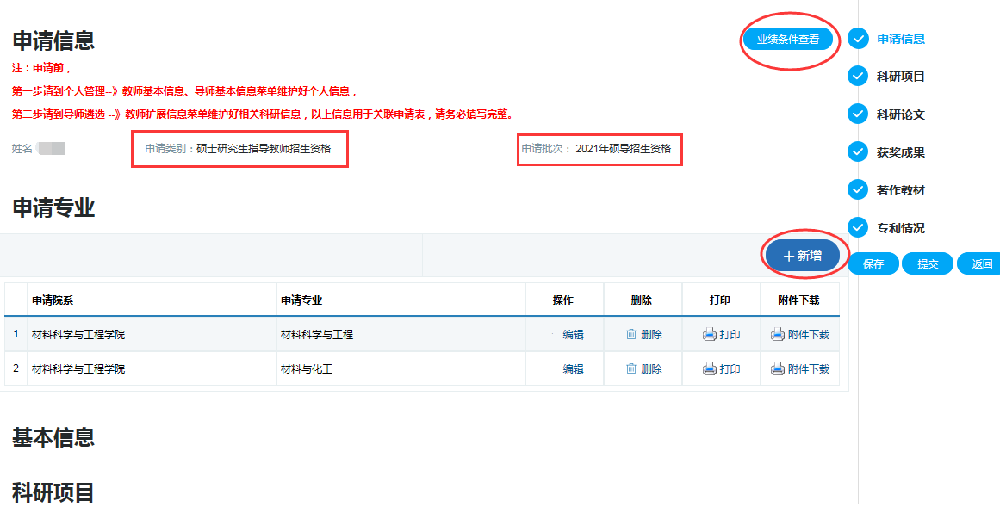 申请信息
业绩条件查看
注：申请前，
第一步请到个人管理--》教师基本信息、导师基本信息菜单维护好个人信息，
第二步请到导师遴选 --》教师扩展信息菜单维护好相关科研信息，以上信息用于关联申请表，请务必填写完整。
姓名
申请类别：硕士研究生指导教师招生资格
申请批次： 2021年硕导招生资格
申请专业
新增
申请院系 申请专业 操作 删除 打印 附件下载
1 材料科学与工程学院 材料科学与工程 编辑 删除 打印 附件下载
2 材料科学与工程学院 材料与化工 编辑 删除 打印 附件下载
基本信息
科研项目
申请信息
科研项目
科研论文
获奖成果
著作教材
专利情况
保存 提交 返回